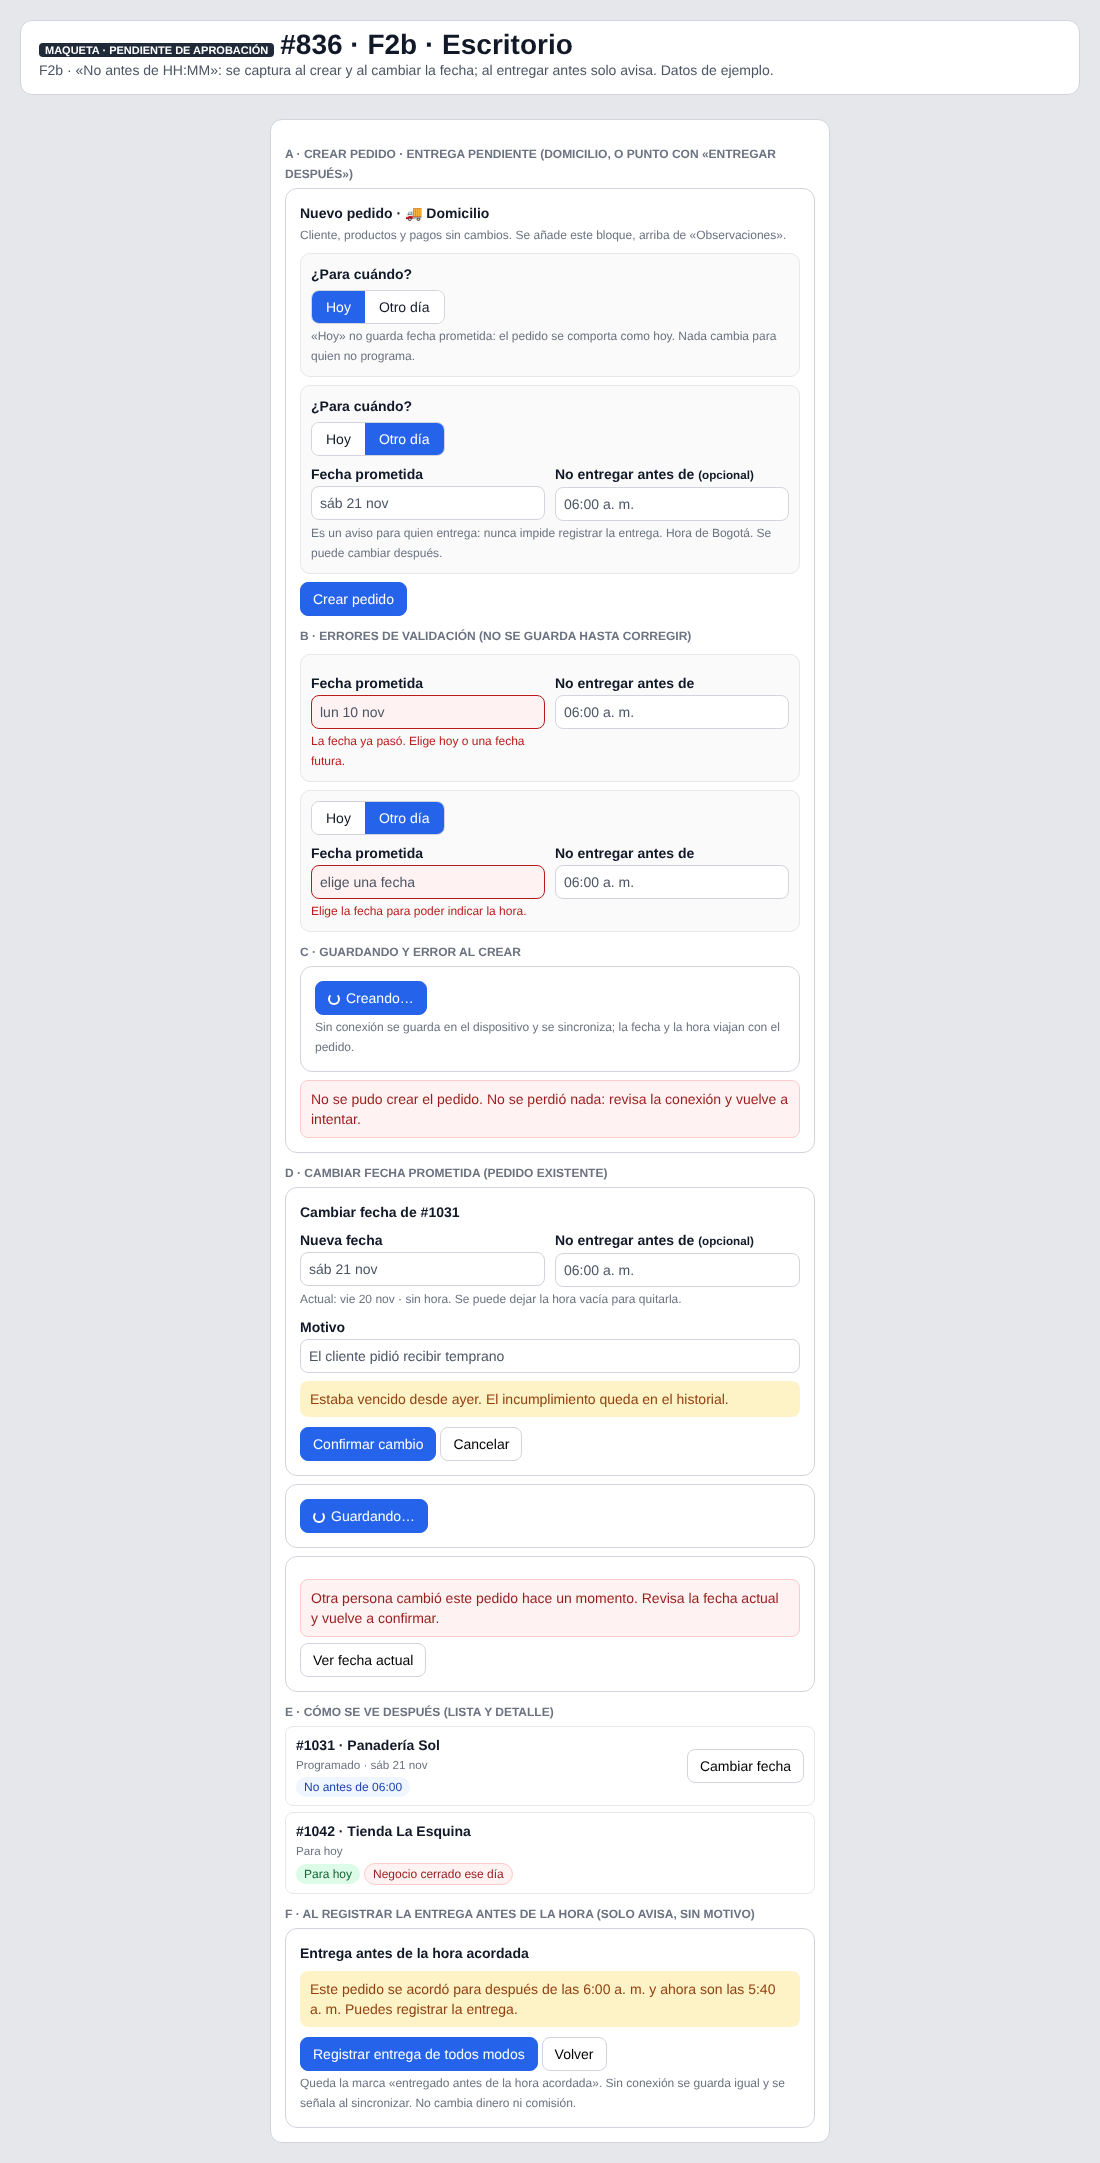 MAQUETA · PENDIENTE DE APROBACIÓN #836 · F2b · Escritorio
F2b · «No antes de HH:MM»: se captura al crear y al cambiar la fecha; al entregar antes solo avisa. Datos de ejemplo.
A · CREAR PEDIDO · ENTREGA PENDIENTE (DOMICILIO, O PUNTO CON «ENTREGAR
DESPUÉS»)
Nuevo pedido · 🚚 Domicilio
Cliente, productos y pagos sin cambios. Se añade este bloque, arriba de «Observaciones».
¿Para cuándo?
Hoy Otro día
«Hoy» no guarda fecha prometida: el pedido se comporta como hoy. Nada cambia para
quien no programa.
¿Para cuándo?
Hoy Otro día
Fecha prometida No entregar antes de (opcional)
sáb 21 nov 06:00 a. m.
Es un aviso para quien entrega: nunca impide registrar la entrega. Hora de Bogotá. Se
puede cambiar después.
Crear pedido
B · ERRORES DE VALIDACIÓN (NO SE GUARDA HASTA CORREGIR)
Fecha prometida No entregar antes de
lun 10 nov 06:00 a. m.
La fecha ya pasó. Elige hoy o una fecha
futura.
Hoy Otro día
Fecha prometida No entregar antes de
elige una fecha 06:00 a. m.
Elige la fecha para poder indicar la hora.
C · GUARDANDO Y ERROR AL CREAR
Creando…
Sin conexión se guarda en el dispositivo y se sincroniza; la fecha y la hora viajan con el
pedido.
No se pudo crear el pedido. No se perdió nada: revisa la conexión y vuelve a
intentar.
D · CAMBIAR FECHA PROMETIDA (PEDIDO EXISTENTE)
Cambiar fecha de #1031
Nueva fecha No entregar antes de (opcional)
sáb 21 nov 06:00 a. m.
Actual: vie 20 nov · sin hora. Se puede dejar la hora vacía para quitarla.
Motivo
El cliente pidió recibir temprano
Estaba vencido desde ayer. El incumplimiento queda en el historial.
Confirmar cambio Cancelar
Guardando…
Otra persona cambió este pedido hace un momento. Revisa la fecha actual
y vuelve a confirmar.
Ver fecha actual
E · CÓMO SE VE DESPUÉS (LISTA Y DETALLE)
#1031 · Panadería Sol
Programado · sáb 21 nov
No antes de 06:00
Cambiar fecha
#1042 · Tienda La Esquina
Para hoy
Para hoy Negocio cerrado ese día
F · AL REGISTRAR LA ENTREGA ANTES DE LA HORA (SOLO AVISA, SIN MOTIVO)
Entrega antes de la hora acordada
Este pedido se acordó para después de las 6:00 a. m. y ahora son las 5:40
a. m. Puedes registrar la entrega.
Registrar entrega de todos modos Volver
Queda la marca «entregado antes de la hora acordada». Sin conexión se guarda igual y se
señala al sincronizar. No cambia dinero ni comisión.